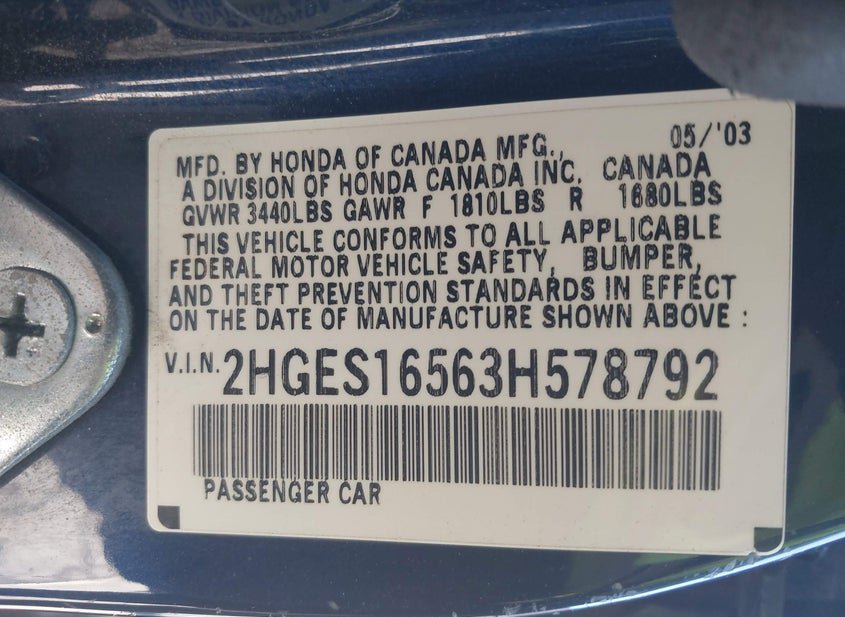 05/'03
MFD. BY HONDA OF CANADA MFG.,
A DIVISION OF HONDA CANADA INC. CANADA
GVWR 3440LBS GAWR F 1810LBS R 1680LBS
THIS VEHICLE CONFORMS TO ALL APPLICABLE
FEDERAL MOTOR VEHICLE SAFETY, BUMPER,
AND THEFT PREVENTION STANDARDS IN EFFECT
ON THE DATE OF MANUFACTURE SHOWN ABOVE :
V.I.N. 2HGES16563H578792
PASSENGER CAR